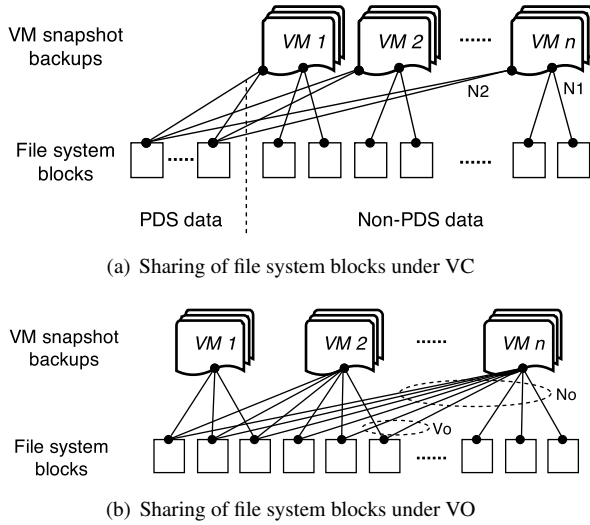 VM snapshot backups
VM 1
VM 2
......
VM n
N2
N1
File system blocks
.....
......
PDS data
Non-PDS data
(a) Sharing of file system blocks under VC
VM snapshot backups
VM 1
VM 2
......
VM n
No
Vo
File system blocks
......
(b) Sharing of file system blocks under VO